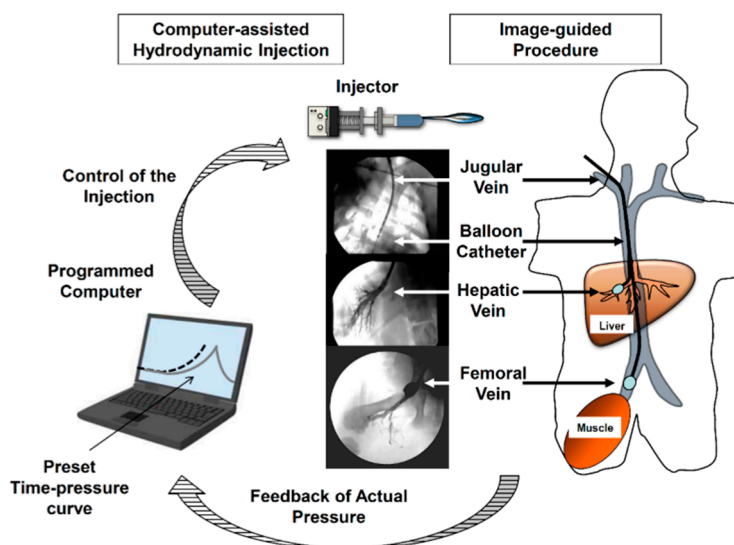 Computer-assisted
Hydrodynamic Injection
Image-guided
Procedure
Injector
Control of the
Injection
Jugular
Vein
Balloon
Catheter
Programmed
Computer
Hepatic
Vein
Liver
Femoral
Vein
Muscle
Preset
Time-pressure
curve
Feedback of Actual
Pressure